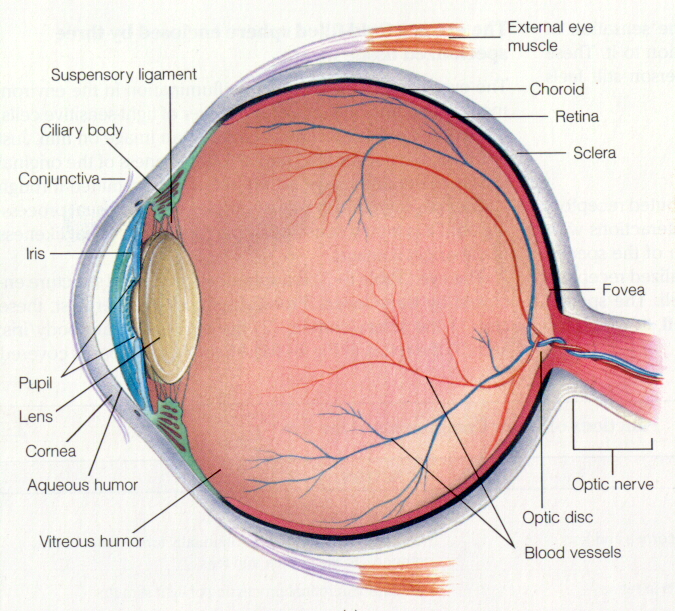 External eye
muscle
Suspensory ligament
Choroid
Retina
Ciliary body
Sclera
Conjunctiva
Iris
Fovea
Pupil
Lens
Cornea
Aqueous humor
Optic nerve
Optic disc
Vitreous humor
Blood vessels